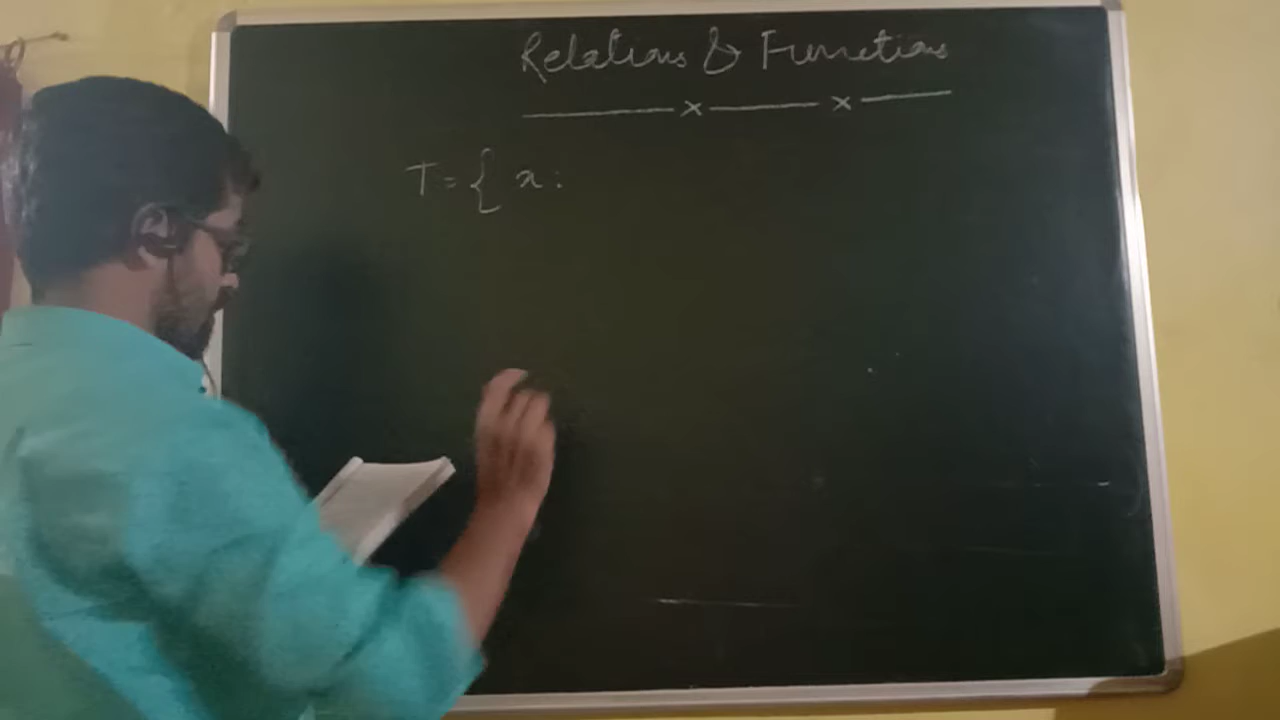 Relations & Functions
T = { x :